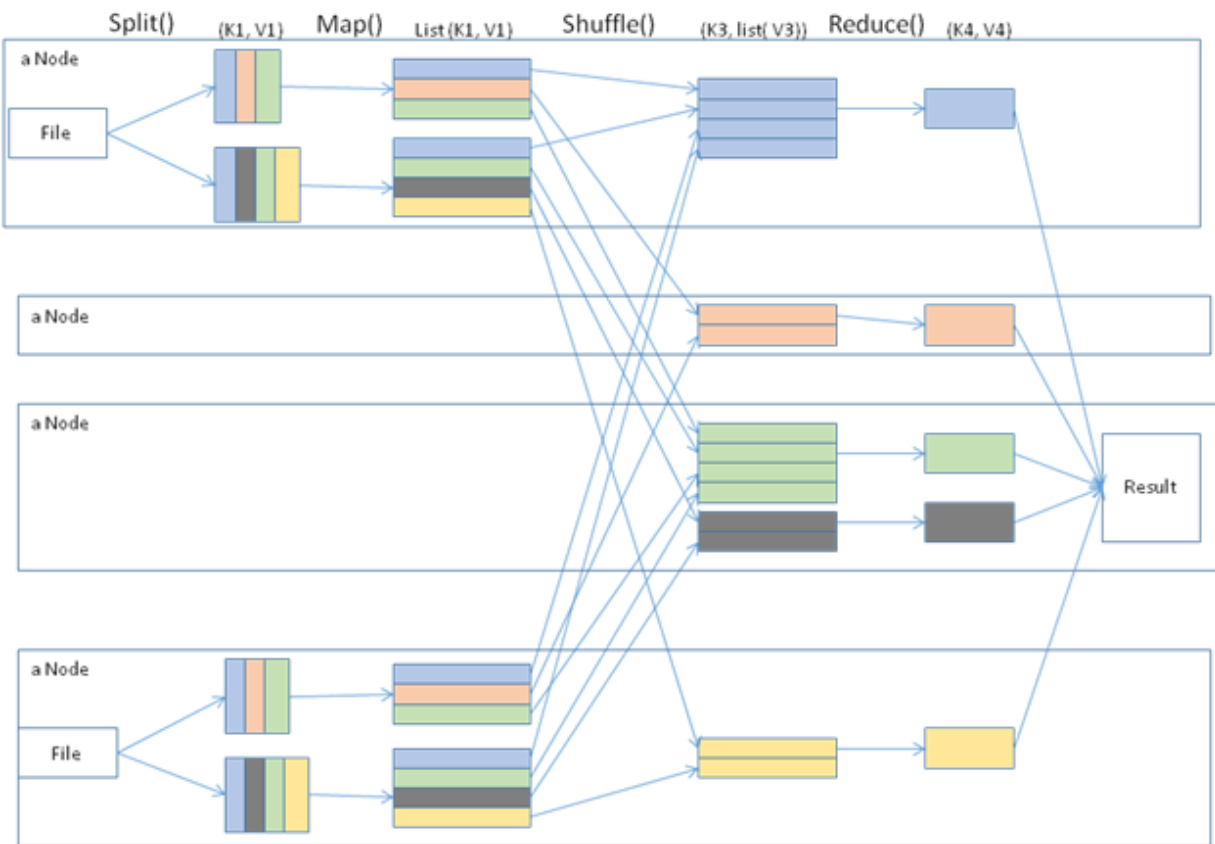 Split() {K1, V1} Map() List{K1, V1} Shuffle() {K3, list( V3)} Reduce() {K4, V4}
a Node
File
a Node
a Node
Result
a Node
File